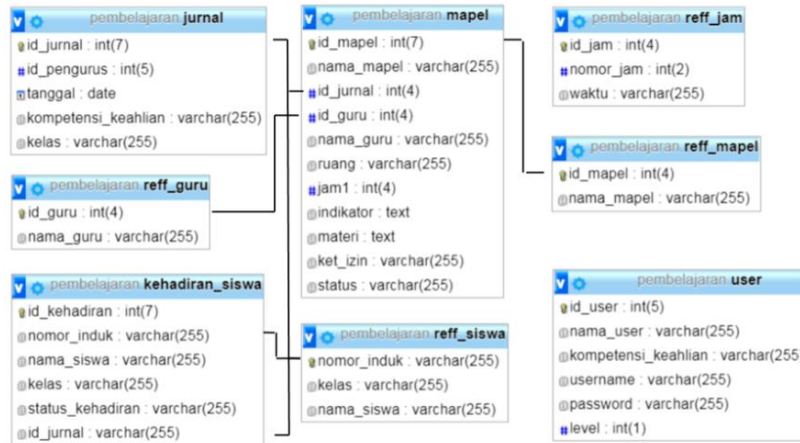 pembelajaran jurnal
id_jurnal : int(7)
id_pengurus : int(5)
tanggal : date
kompetensi_keahlian : varchar(255)
kelas : varchar(255)
pembelajaran reff_guru
id_guru : int(4)
nama_guru : varchar(255)
pembelajaran kehadiran_siswa
id_kehadiran : int(7)
nomor_induk : varchar(255)
nama_siswa : varchar(255)
kelas : varchar(255)
status_kehadiran : varchar(255)
id_jurnal : varchar(255)
pembelajaran mapel
id_mapel : int(7)
nama_mapel : varchar(255)
id_jurnal : int(4)
id_guru : int(4)
nama_guru : varchar(255)
ruang : varchar(255)
jam1 : int(4)
indikator : text
materi : text
ket_izin : varchar(255)
status : varchar(255)
pembelajaran reff_siswa
nomor_induk : varchar(255)
kelas : varchar(255)
nama_siswa : varchar(255)
pembelajaran reff_jam
id_jam : int(4)
nomor_jam : int(2)
waktu : varchar(255)
pembelajaran reff_mapel
id_mapel : int(4)
nama_mapel : varchar(255)
pembelajaran user
id_user : int(5)
nama_user : varchar(255)
kompetensi_keahlian : varchar(255
username : varchar(255)
password : varchar(255)
level : int(1)